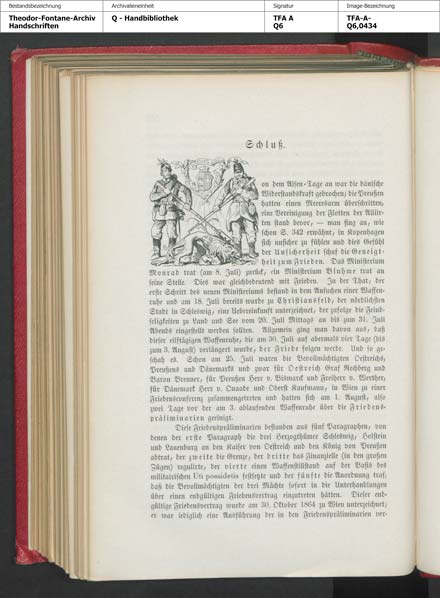 Bestandsbezeichnung
Theodor-Fontane-Archiv
Handschriften
Archivalieneinheit
Q - Handbibliothek
Signatur
TFA A
Q6
Image-Bezeichnung
TFA-A-
Q6,0434
Schluß.
on dem Alsen-Tage an war die dänische
Widerstandskraft gebrochen; die Preußen
hatten einen Meeresarm überschritten,
eine Vereinigung der Flotten der Alliir-
ten stand bevor, — man fing an, wie
schon S. 342 erwähnt, in Kopenhagen
sich unsicher zu fühlen und dies Gefühl
der Unsicherheit schuf die Geneigt-
heit zum Frieden. Das Ministerium
Monrad trat (am 8. Juli) zurück, ein Ministerium Bluhme trat an
seine Stelle. Dies war gleichbedeutend mit Frieden. In der That, der
erste Schritt des neuen Ministeriums bestand in dem Ansuchen einer Waffen-
ruhe und am 18. Juli bereits wurde zu Christiansfeld, der nördlichsten
Stadt in Schleswig, eine Uebereinkunft unterzeichnet, der zufolge die Feind-
seligkeiten zu Land und See vom 20. Juli Mittags an bis zum 31. Juli
Abends eingestellt werden sollten. Allgemein ging man davon aus, daß
dieser elftägigen Waffenruhe, die am 30. Juli auf abermals vier Tage (bis
zum 3. August) verlängert wurde, der Friede folgen werde. Und so ge-
schah es. Schon am 25. Juli waren die Bevollmächtigten Oestreichs,
Preußens und Dänemarks und zwar für Oestreich Graf Rechberg und
Baron Brenner, für Preußen Herr v. Bismarck und Freiherr v. Werther,
für Dänemark Herr v. Quaade und Oberst Kaufmann, in Wien zu einer
Friedensconferenz zusammengetreten und hatten sich am 1. August, also
zwei Tage vor der am 3. ablaufenden Waffenruhe über die Friedens-
präliminarien geeinigt.
Diese Friedenspräliminarien bestanden aus fünf Paragraphen, von
denen der erste Paragraph die drei Herzogthümer Schleswig, Holstein
und Lauenburg an den Kaiser von Oestreich und den König von Preußen
abtrat, der zweite die Grenze, der dritte das Finanzielle (in den großen
Zügen) regulirte, der vierte einen Waffenstillstand auf der Basis des
militairischen Uti possidetis festsetzte und der fünfte die Anordnung traf,
daß die Bevollmächtigten der drei Mächte sofort in die Unterhandlungen
über einen endgültigen Friedensvertrag einzutreten hätten. Dieser end-
gültige Friedensvertrag wurde am 30. Oktober 1864 zu Wien unterzeichnet;
er war lediglich eine Ausführung der in den Friedenspräliminarien ver-